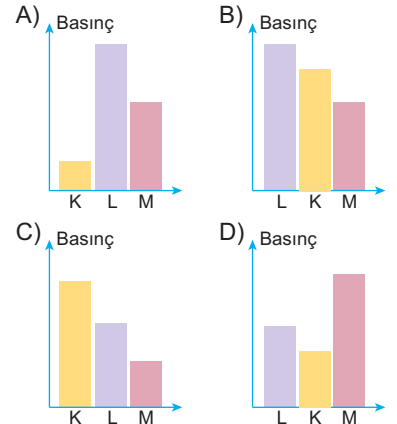 A) Basınç
K L M
B) Basınç
L K M
C) Basınç
K L M
D) Basınç
L K M